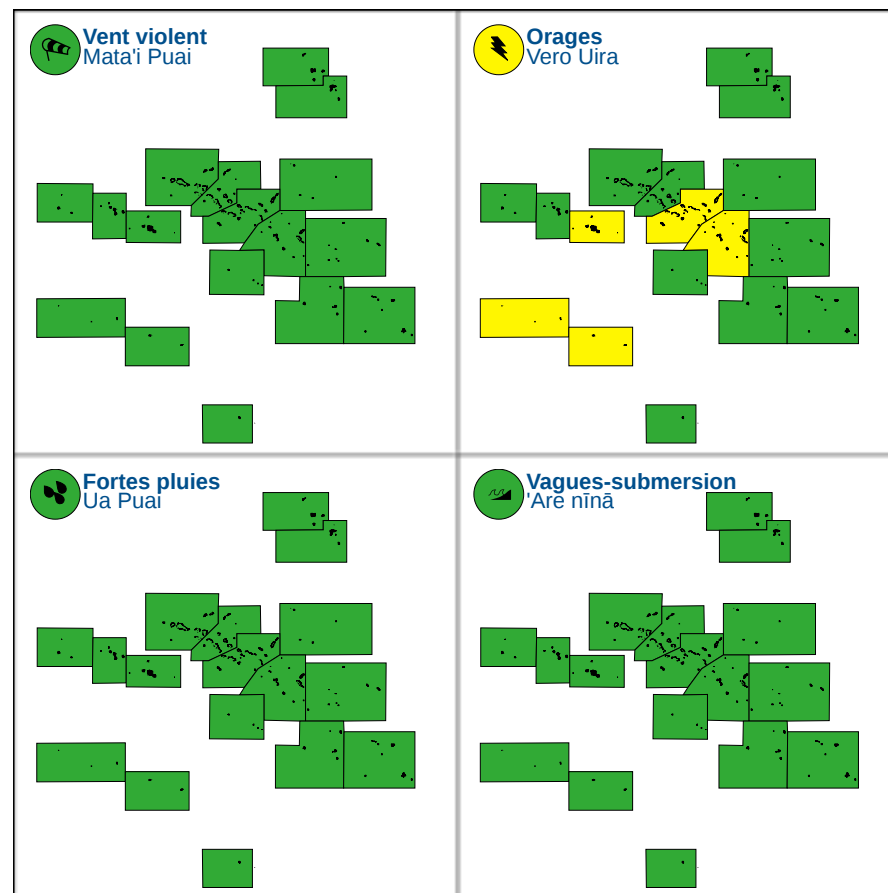 Vent violent
Mata'i Puai
Orages
Vero Uira
Fortes pluies
Ua Puai
Vagues-submersion
'Are nīnā